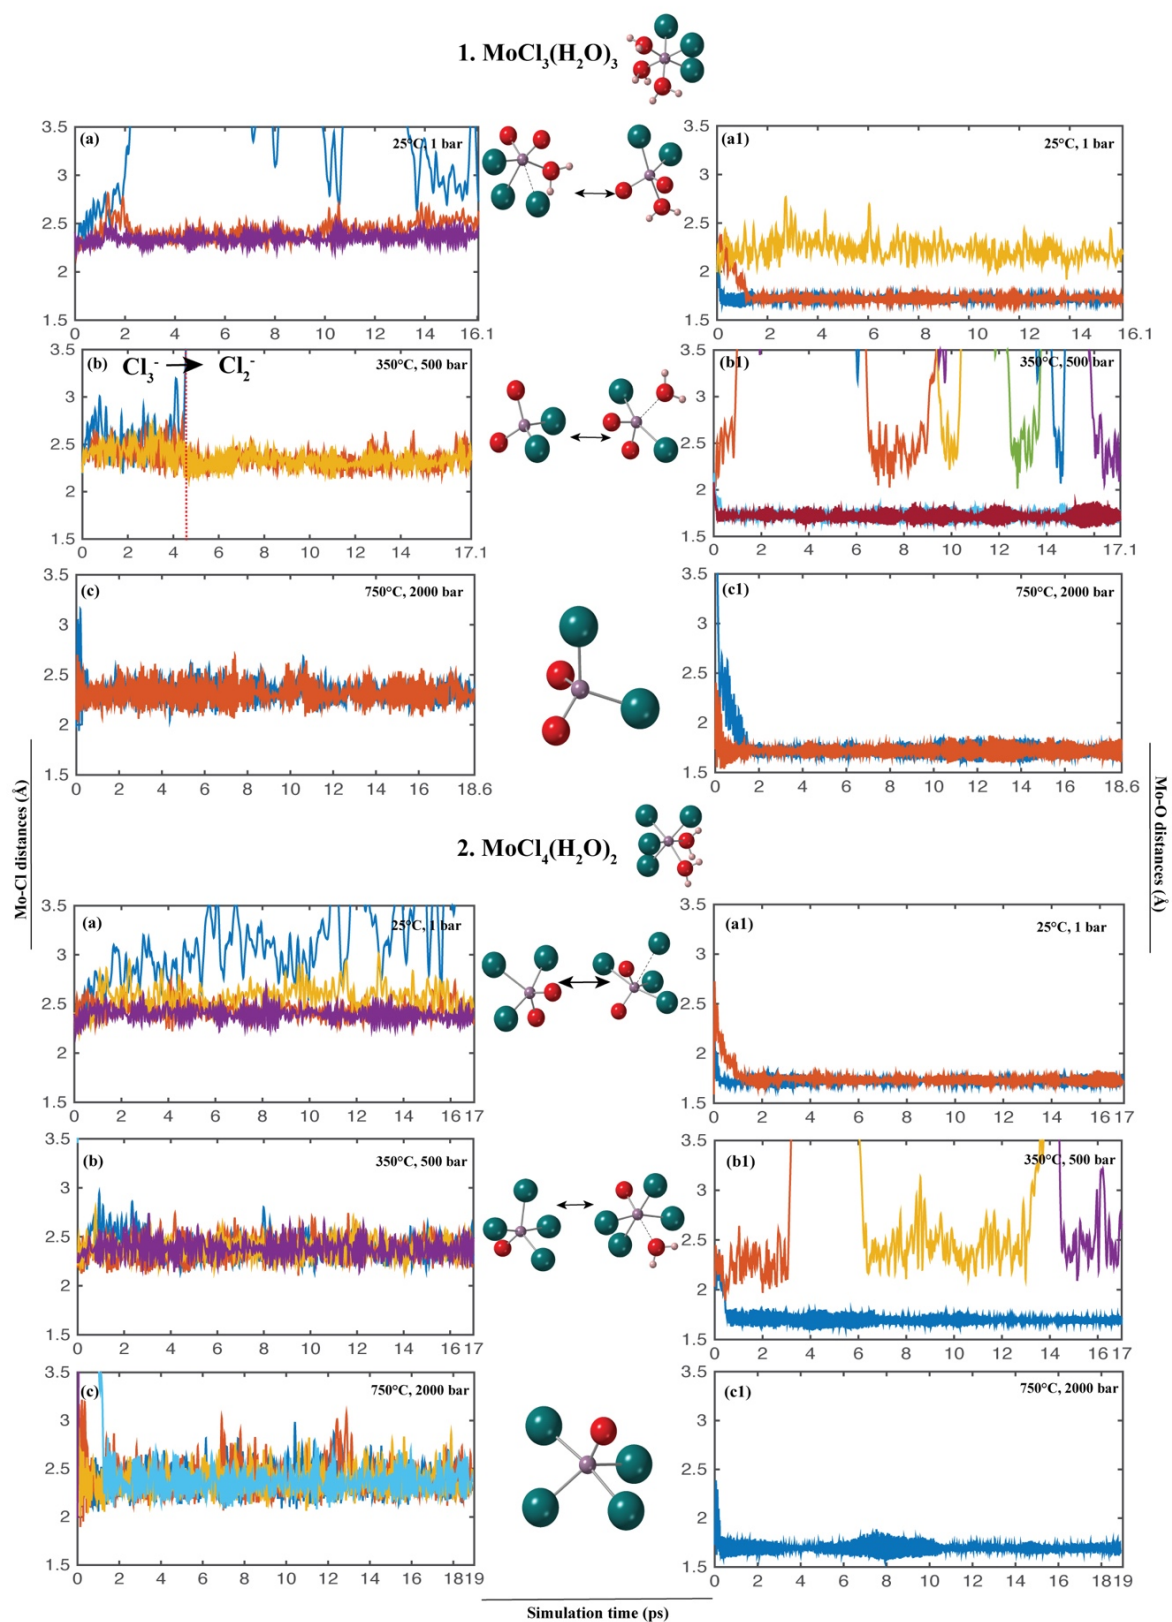 1. MoCl3(H2O)3
(a)
25°C, 1 bar
3.5
3
2.5
2
1.5
0 2 4 6 8 10 12 14 16.1
(a1)
25°C, 1 bar
3.5
3
2.5
2
1.5
0 2 4 6 8 10 12 14 16.1
(b)
Cl3- Cl2-
350°C, 500 bar
3.5
3
2.5
2
1.5
0 2 4 6 8 10 12 14 17.1
(b1)
350°C, 500 bar
3.5
3
2.5
2
1.5
0 2 4 6 8 10 12 14 17.1
(c)
750°C, 2000 bar
3.5
3
2.5
2
1.5
0 2 4 6 8 10 12 14 16 18.6
(c1)
750°C, 2000 bar
3.5
3
2.5
2
1.5
0 2 4 6 8 10 12 14 16 18.6
Mo-Cl distances (Å)
Mo-O distances (Å)
2. MoCl4(H2O)2
(a)
25°C, 1 bar
3.5
3
2.5
2
1.5
0 2 4 6 8 10 12 14 16 17
(a1)
25°C, 1 bar
3.5
3
2.5
2
1.5
0 2 4 6 8 10 12 14 16 17
(b)
350°C, 500 bar
3.5
3
2.5
2
1.5
0 2 4 6 8 10 12 14 16 17
(b1)
350°C, 500 bar
3.5
3
2.5
2
1.5
0 2 4 6 8 10 12 14 16 17
(c)
750°C, 2000 bar
3.5
3
2.5
2
1.5
0 2 4 6 8 10 12 14 16 18 19
(c1)
750°C, 2000 bar
3.5
3
2.5
2
1.5
0 2 4 6 8 10 12 14 16 18 19
Simulation time (ps)